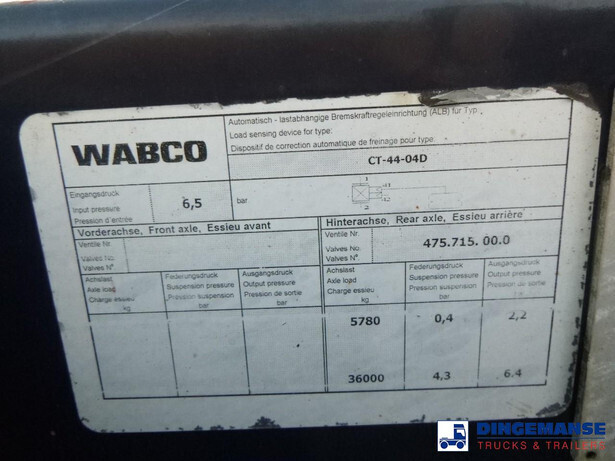 WABCO
Automatisch - lastabhängige Bremskraftregeleinrichtung (ALB) für Typ:
Load sensing device for type:
Dispositif de correction automatique de freinage pour type:
CT-44-04D
Eingangsdruck
Input pressure 6,5 bar
Pression d'entrée
Vorderachse, Front axle, Essieu avant
Hinterachse, Rear axle, Essieu arrière
Ventile Nr.
Valves No.
Valves N°
Ventile Nr.
Valves No. 475.715. 00.0
Valves N°
Achslast Federungsdruck Ausgangsdruck
Axle load Suspension pressure Output pressure
Charge essieu Pression suspension Pression de sortie
kg bar bar
Achslast Federungsdruck Ausgangsdruck
Axle load Suspension pressure Output pressure
Charge essieu Pression suspension Pression de sortie
kg bar
5780 0,4 2,2
36000 4,3 6.4
DINGEMANSE
TRUCKS & TRAILERS